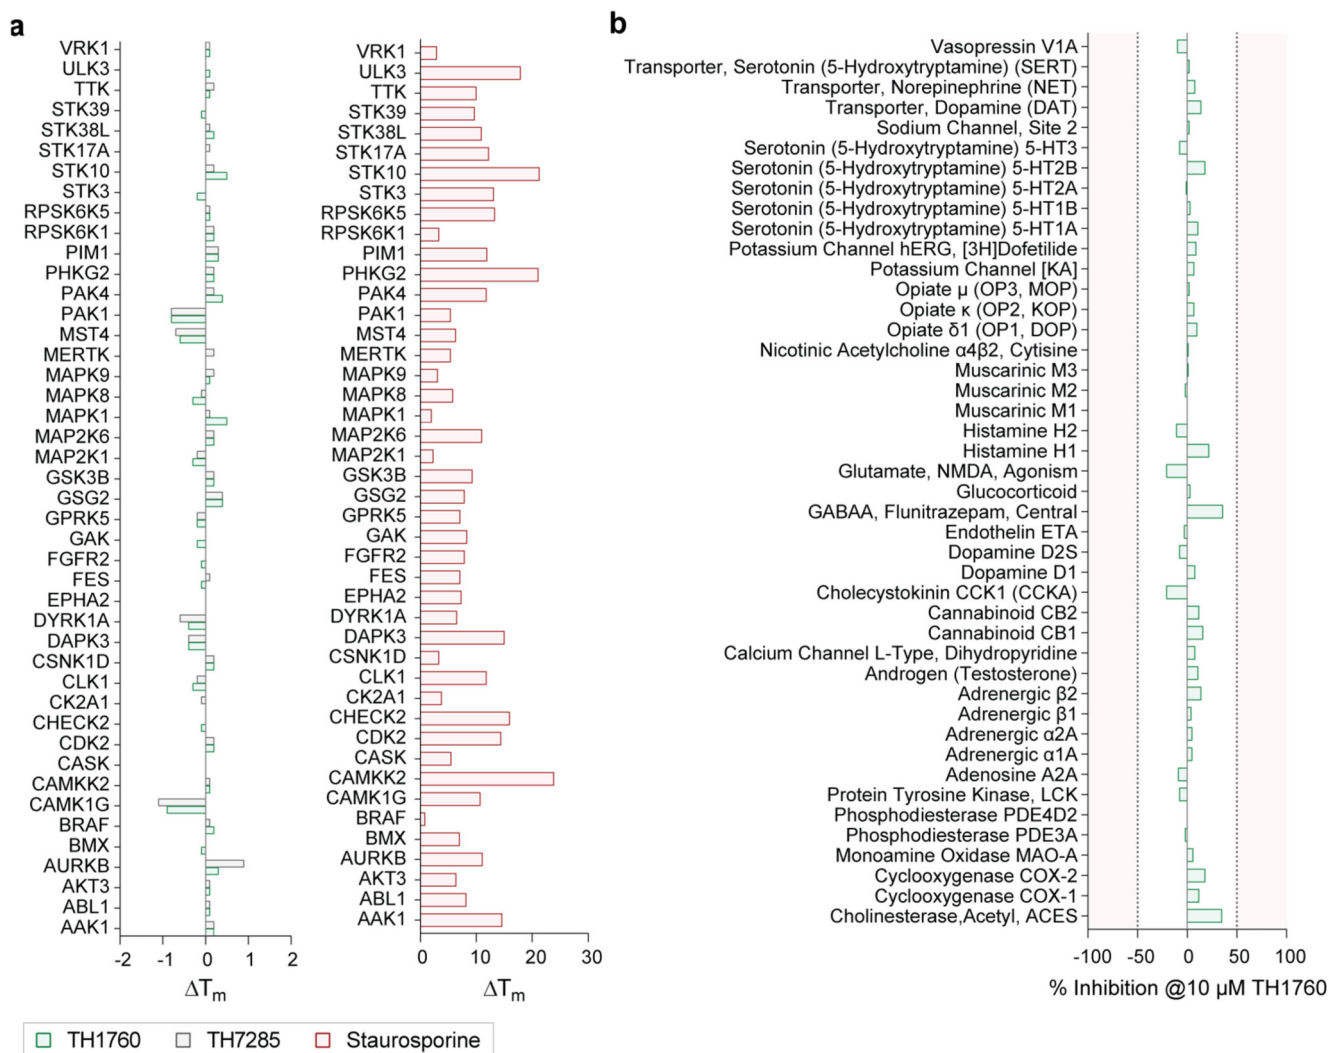 a
VRK1
ULK3
TTK
STK39
STK38L
STK17A
STK10
STK3
RPSK6K5
RPSK6K1
PIM1
PHKG2
PAK4
PAK1
MST4
MERTK
MAPK9
MAPK8
MAPK1
MAP2K6
MAP2K1
GSK3B
GSG2
GPRK5
GAK
FGFR2
FES
EPHA2
DYRK1A
DAPK3
CSNK1D
CLK1
CK2A1
CHECK2
CDK2
CASK
CAMKK2
CAMK1G
BRAF
BMX
AURKB
AKT3
ABL1
AAK1
-2 -1 0 1 2
ΔTm
VRK1
ULK3
TTK
STK39
STK38L
STK17A
STK10
STK3
RPSK6K5
RPSK6K1
PIM1
PHKG2
PAK4
PAK1
MST4
MERTK
MAPK9
MAPK8
MAPK1
MAP2K6
MAP2K1
GSK3B
GSG2
GPRK5
GAK
FGFR2
FES
EPHA2
DYRK1A
DAPK3
CSNK1D
CLK1
CK2A1
CHECK2
CDK2
CASK
CAMKK2
CAMK1G
BRAF
BMX
AURKB
AKT3
ABL1
AAK1
0 10 20 30
ΔTm
TH1760 TH7285 Staurosporine
b
Vasopressin V1A
Transporter, Serotonin (5-Hydroxytryptamine) (SERT)
Transporter, Norepinephrine (NET)
Transporter, Dopamine (DAT)
Sodium Channel, Site 2
Serotonin (5-Hydroxytryptamine) 5-HT3
Serotonin (5-Hydroxytryptamine) 5-HT2B
Serotonin (5-Hydroxytryptamine) 5-HT2A
Serotonin (5-Hydroxytryptamine) 5-HT1B
Serotonin (5-Hydroxytryptamine) 5-HT1A
Potassium Channel hERG, [3H]Dofetilide
Potassium Channel [KA]
Opiate μ (OP3, MOP)
Opiate κ (OP2, KOP)
Opiate δ1 (OP1, DOP)
Nicotinic Acetylcholine α4β2, Cytisine
Muscarinic M3
Muscarinic M2
Muscarinic M1
Histamine H2
Histamine H1
Glutamate, NMDA, Agonism
Glucocorticoid
GABAA, Flunitrazepam, Central
Endothelin ETA
Dopamine D2S
Dopamine D1
Cholecystokinin CCK1 (CCKA)
Cannabinoid CB2
Cannabinoid CB1
Calcium Channel L-Type, Dihydropyridine
Androgen (Testosterone)
Adrenergic β2
Adrenergic β1
Adrenergic α2A
Adrenergic α1A
Adenosine A2A
Protein Tyrosine Kinase, LCK
Phosphodiesterase PDE4D2
Phosphodiesterase PDE3A
Monoamine Oxidase MAO-A
Cyclooxygenase COX-2
Cyclooxygenase COX-1
Cholinesterase,Acetyl, ACES
-100 -50 0 50 100
% Inhibition @10 μM TH1760